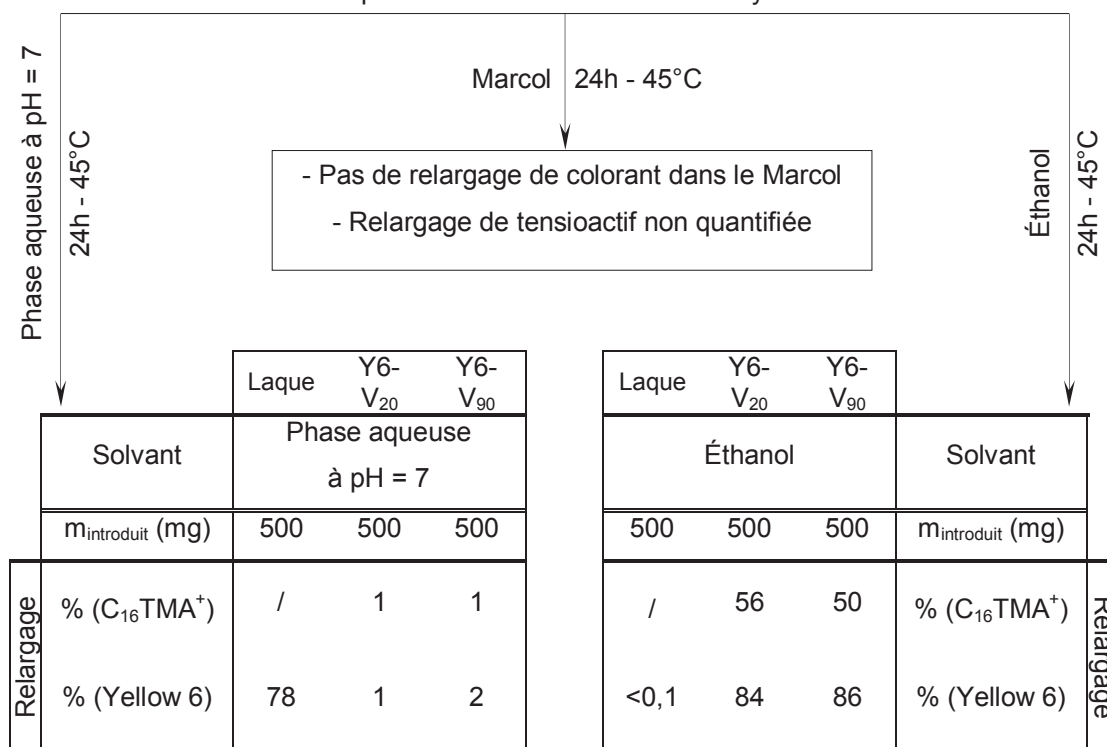 Phase aqueuse à pH = 7
24h - 45°C
Marcol 24h - 45°C
- Pas de relargage de colorant dans le Marcol
- Relargage de tensioactif non quantifiée
Éthanol
24h - 45°C
Laque Y6-V20 Y6-V90
Solvant Phase aqueuse à pH = 7
mintroduit (mg) 500 500 500
Relargage
% (C16TMA+) / 1 1
% (Yellow 6) 78 1 2
Laque Y6-V20 Y6-V90
Éthanol Solvant
500 500 500 mintroduit (mg)
/ 56 50 % (C16TMA+)
<0,1 84 86 % (Yellow 6)
Relargage